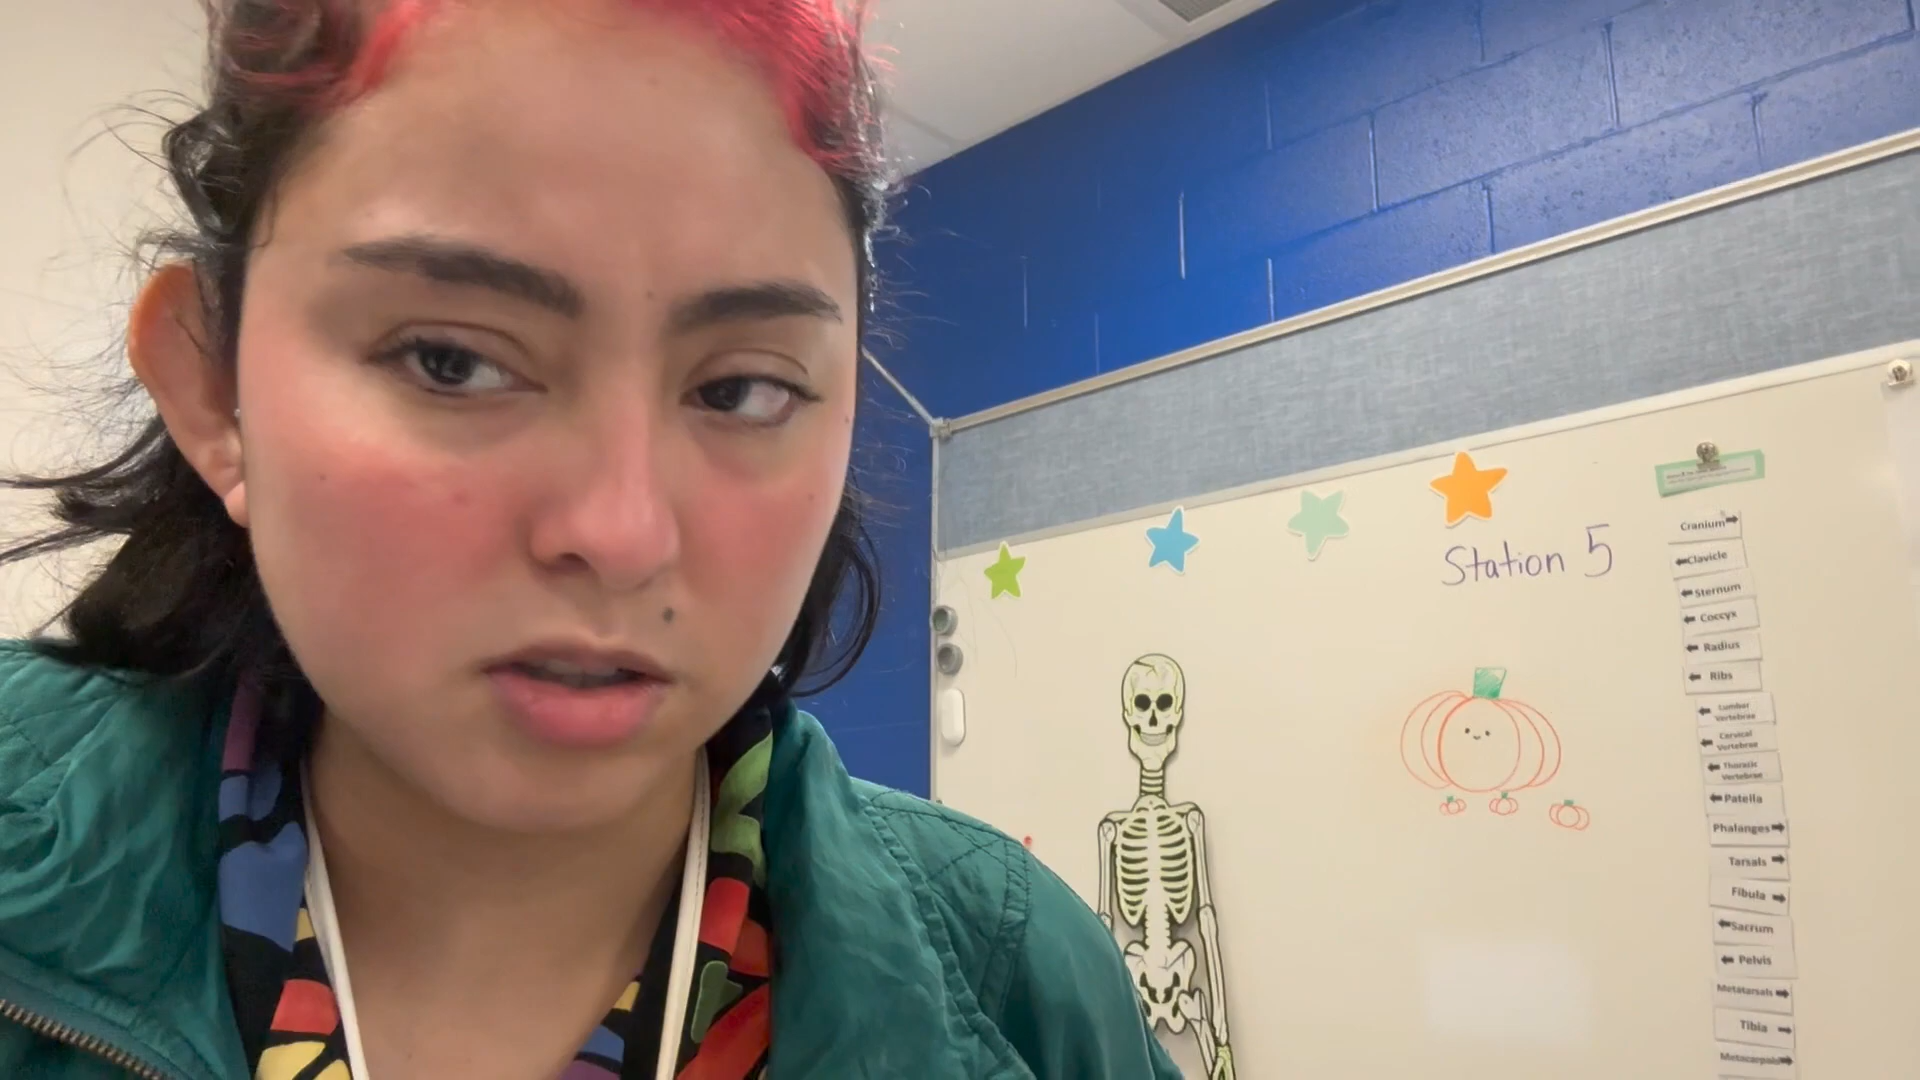 Station 5
Cranium
Clavicle
Sternum
Coccyx
Radius
Ribs
Lumbar
Vertebrae
Cervical
Vertebrae
Thoracic
Vertebrae
Patella
Phalanges
Tarsals
Fibula
Sacrum
Pelvis
Metatarsals
Tibia
Metacarpals